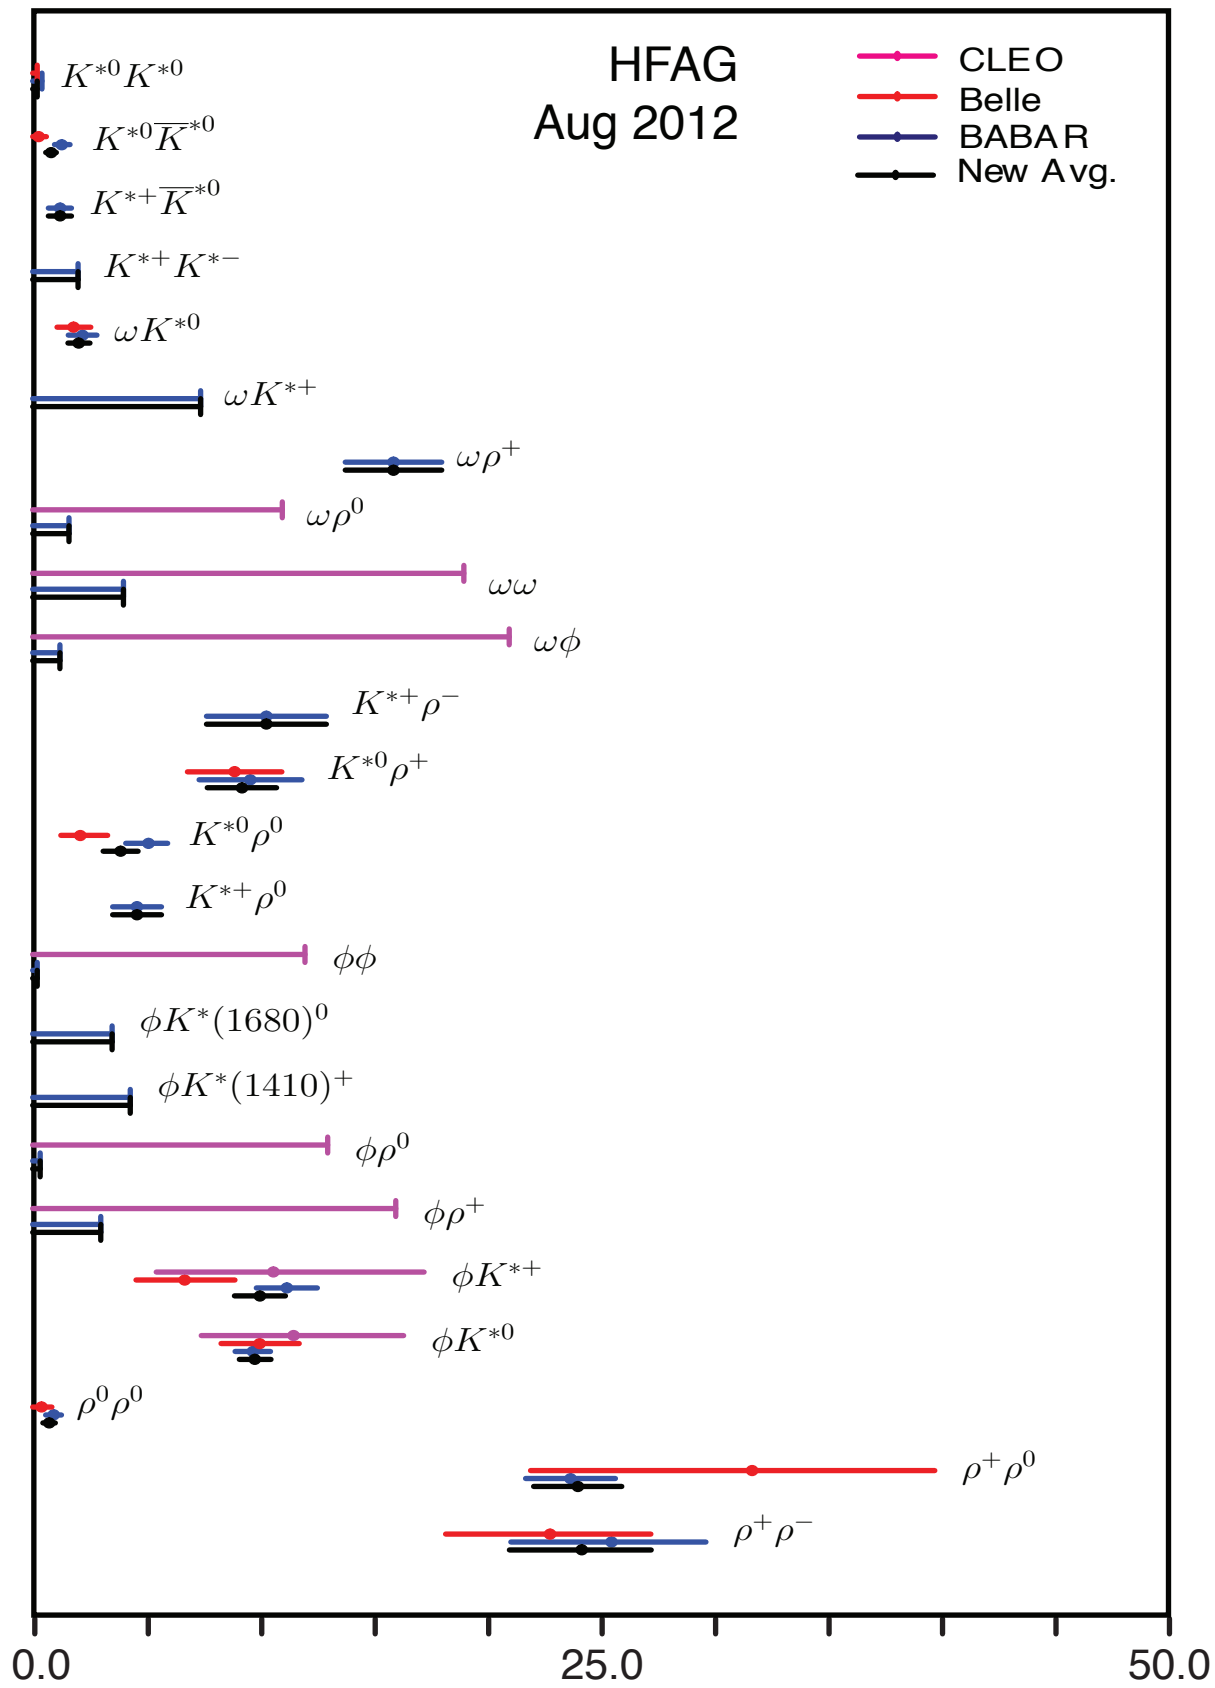 HFAG
Aug 2012
CLEO
Belle
BABAR
New Avg.
K*⁰K*⁰
K*⁰K̅*⁰
K*⁺K̅*⁰
K*⁺K*⁻
ωK*⁰
ωK*⁺
ωρ⁺
ωρ⁰
ωω
ωϕ
K*⁺ρ⁻
K*⁰ρ⁺
K*⁰ρ⁰
K*⁺ρ⁰
ϕϕ
ϕK*(1680)⁰
ϕK*(1410)⁺
ϕρ⁰
ϕρ⁺
ϕK*⁺
ϕK*⁰
ρ⁰ρ⁰
ρ⁺ρ⁰
ρ⁺ρ⁻
0.0 25.0 50.0